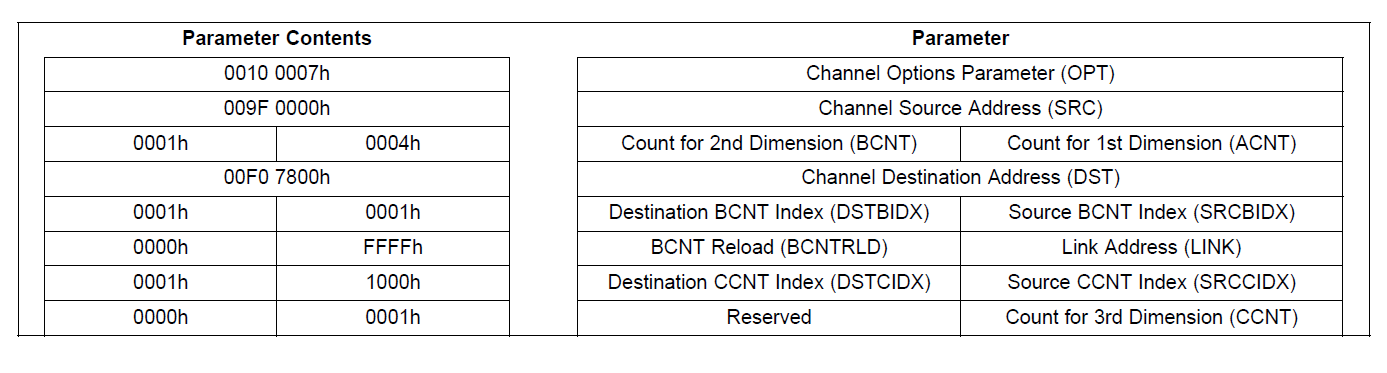 Parameter Contents Parameter
0010 0007h Channel Options Parameter (OPT)
009F 0000h Channel Source Address (SRC)
0001h 0004h Count for 2nd Dimension (BCNT) Count for 1st Dimension (ACNT)
00F0 7800h Channel Destination Address (DST)
0001h 0001h Destination BCNT Index (DSTBIDX) Source BCNT Index (SRCBIDX)
0000h FFFFh BCNT Reload (BCNTRLD) Link Address (LINK)
0001h 1000h Destination CCNT Index (DSTCIDX) Source CCNT Index (SRCCIDX)
0000h 0001h Reserved Count for 3rd Dimension (CCNT)